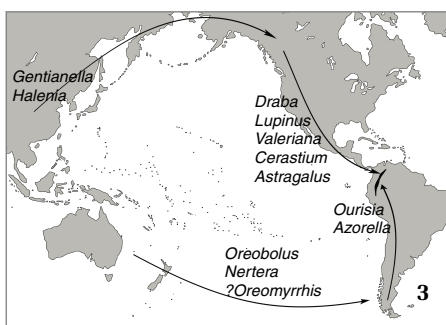 Gentianella
Halenia
Draba
Lupinus
Valeriana
Cerastium
Astragalus
Ourisia
Azorella
Oreobolus
Nertera
?Oreomyrrhis
3